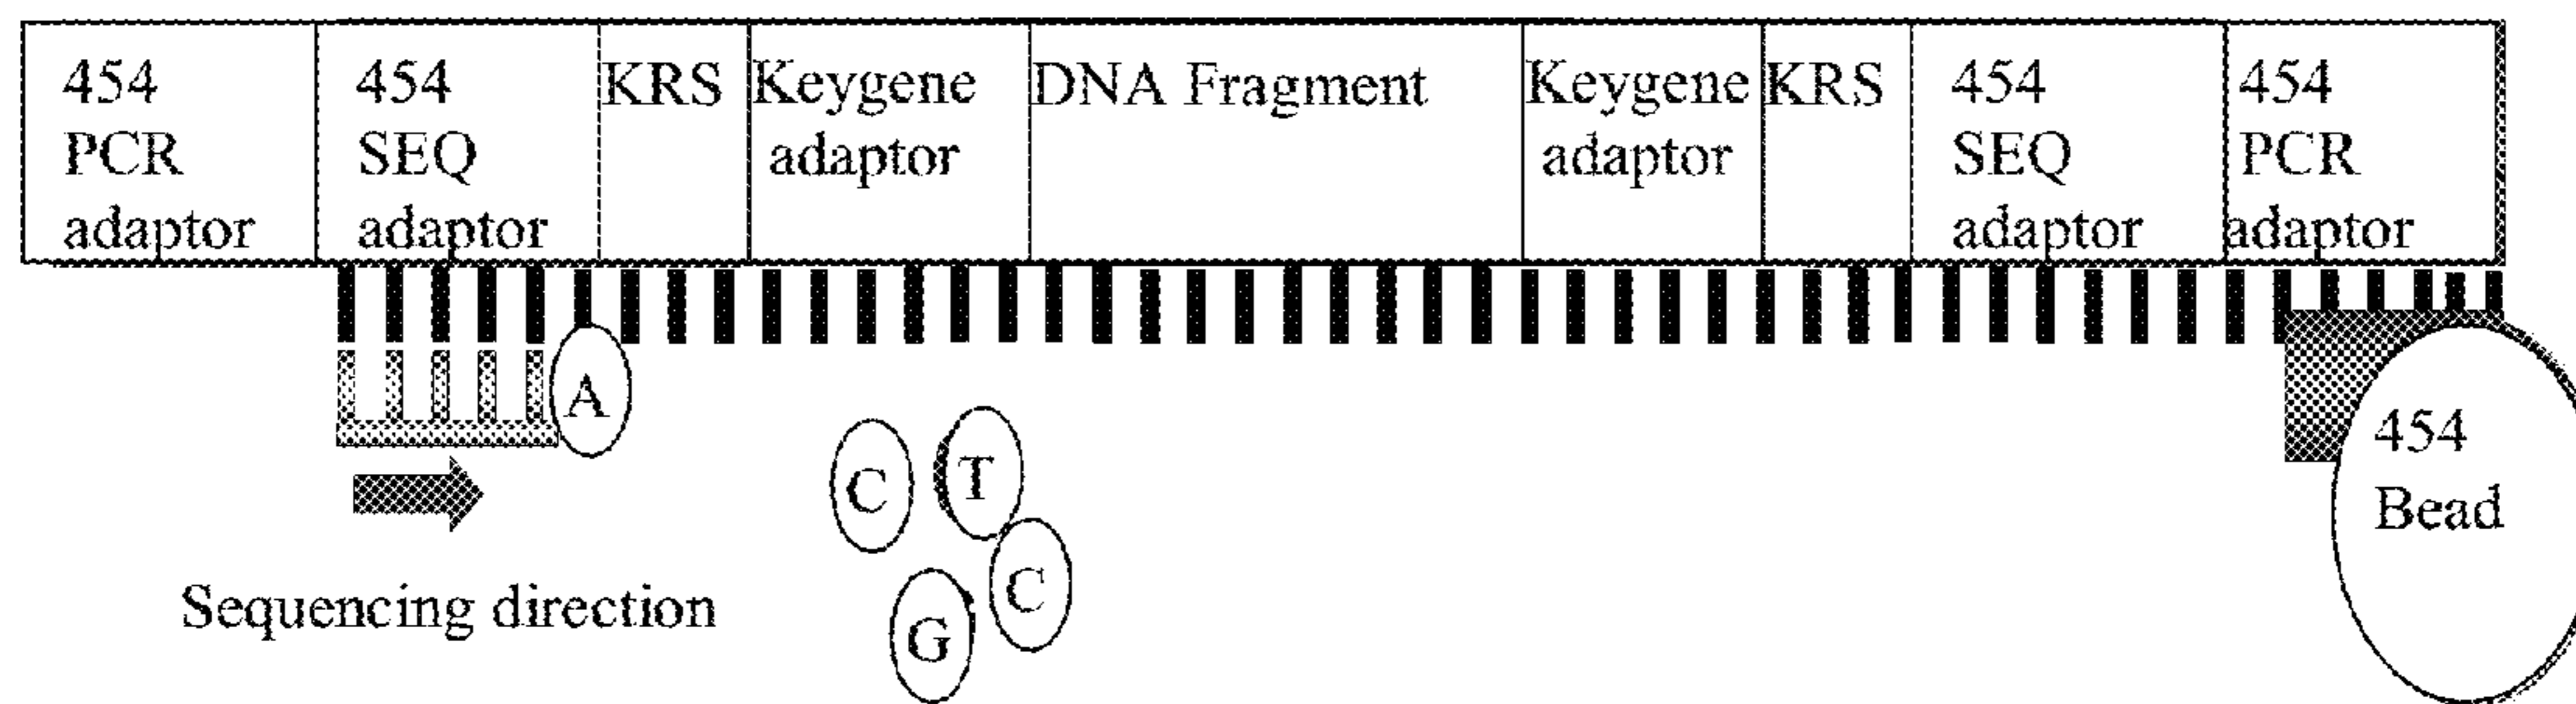 454
PCR
adaptor
454
SEQ
adaptor
KRS
Keygene
adaptor
DNA Fragment
Keygene
adaptor
KRS
454
SEQ
adaptor
454
PCR
adaptor
A
C
T
C
G
454
Bead
Sequencing direction